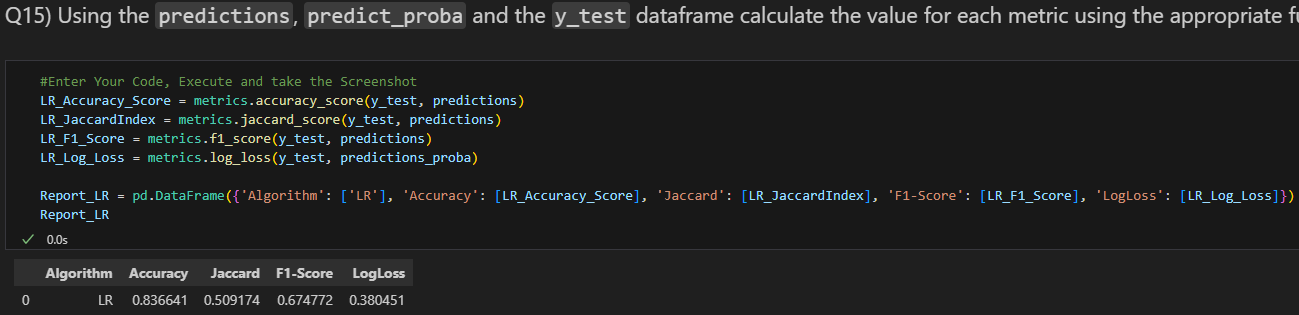 Q15) Using the predictions, predict_proba and the y_test dataframe calculate the value for each metric using the appropriate
#Enter Your Code, Execute and take the Screenshot
LR_Accuracy_Score = metrics.accuracy_score(y_test, predictions)
LR_JaccardIndex = metrics.jaccard_score(y_test, predictions)
LR_F1_Score = metrics.f1_score(y_test, predictions)
LR_Log_Loss = metrics.log_loss(y_test, predictions_proba)
Report_LR = pd.DataFrame({'Algorithm': ['LR'], 'Accuracy': [LR_Accuracy_Score], 'Jaccard': [LR_JaccardIndex], 'F1-Score': [LR_F1_Score], 'LogLoss': [LR_Log_Loss]})
Report_LR
0.0s
Algorithm Accuracy Jaccard F1-Score LogLoss
0 LR 0.836641 0.509174 0.674772 0.380451